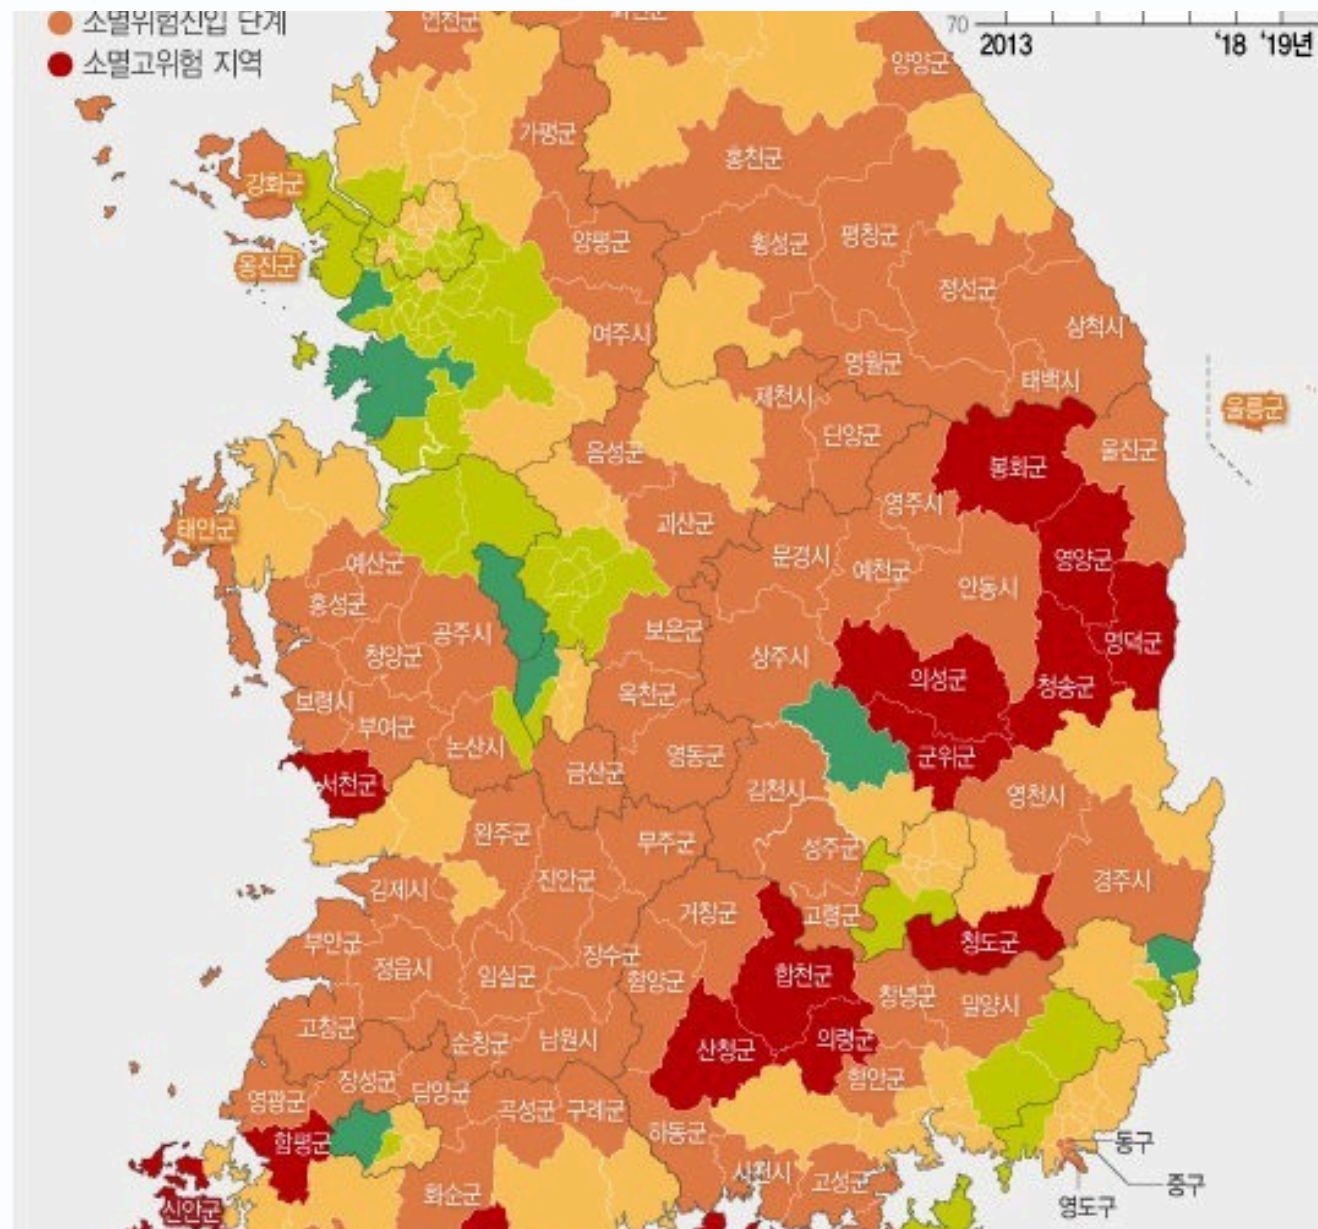 소멸위험진입 단계
소멸고위험 지역
70
2013
‘18 ‘19년
연천군
양양군
가평군
홍천군
강화군
양평군
횡성군
평창군
옹진군
정선군
여주시
삼척시
영월군
태백시
제천시
단양군
울릉군
음성군
봉화군
울진군
영주시
태안군
괴산군
문경시
예천군
영양군
안동시
예산군
홍성군
공주시
보은군
영덕군
청양군
상주시
의성군
청송군
옥천군
보령시
부여군
논산시
영동군
군위군
서천군
금산군
김천시
영천시
완주군
무주군
성주군
진안군
김제시
경주시
거창군
고령군
부안군
정읍시
임실군
장수군
함양군
합천군
청도군
창녕군
밀양시
고창군
순창군
남원시
산청군
의령군
장성군
담양군
함안군
영광군
곡성군
구례군
하동군
함평군
동구
사천시
고성군
중구
신안군
화순군
영도구